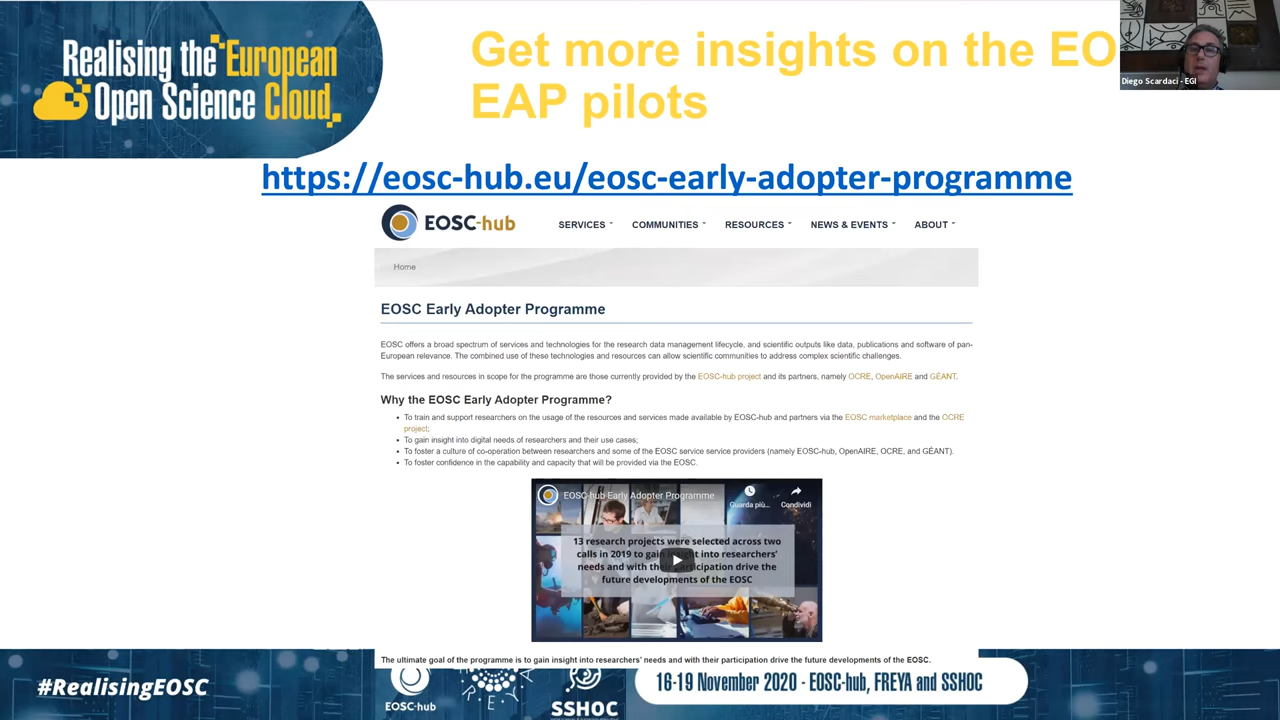 Realising the European
Open Science Cloud
Get more insights on the EO
EAP pilots
Diego Scardaci - EGI
https://eosc-hub.eu/eosc-early-adopter-programme
EOSC-hub
SERVICES
COMMUNITIES
RESOURCES
NEWS & EVENTS
ABOUT
Home
EOSC Early Adopter Programme
EOSC offers a broad spectrum of services and technologies for the research data management lifecycle, and scientific outputs like data, publications and software of pan-
European relevance. The combined use of these technologies and resources can allow scientific communities to address complex scientific challenges.
The services and resources in scope for the programme are those currently provided by the EOSC-hub project and its partners, namely OCRE, OpenAIRE and GÉANT.
Why the EOSC Early Adopter Programme?
• To train and support researchers on the usage of the resources and services made available by EOSC-hub and partners via the EOSC marketplace and the OCRE
project;
• To gain insight into digital needs of researchers and their use cases;
• To foster a culture of co-operation between researchers and some of the EOSC service service providers (namely EOSC-hub, OpenAIRE, OCRE, and GÉANT).
• To foster confidence in the capability and capacity that will be provided via the EOSC.
EOSC-hub Early Adopter Programme
Guarda più...
Condividi
13 research projects were selected across two
calls in 2019 to gain insight into researchers'
needs and with their participation drive the
future developments of the EOSC
The ultimate goal of the programme is to gain insight into researchers' needs and with their participation drive the future developments of the EOSC.
#RealisingEOSC
EOSC-hub
SSHOC
16-19 November 2020 - EOSC-hub, FREYA and SSHOC